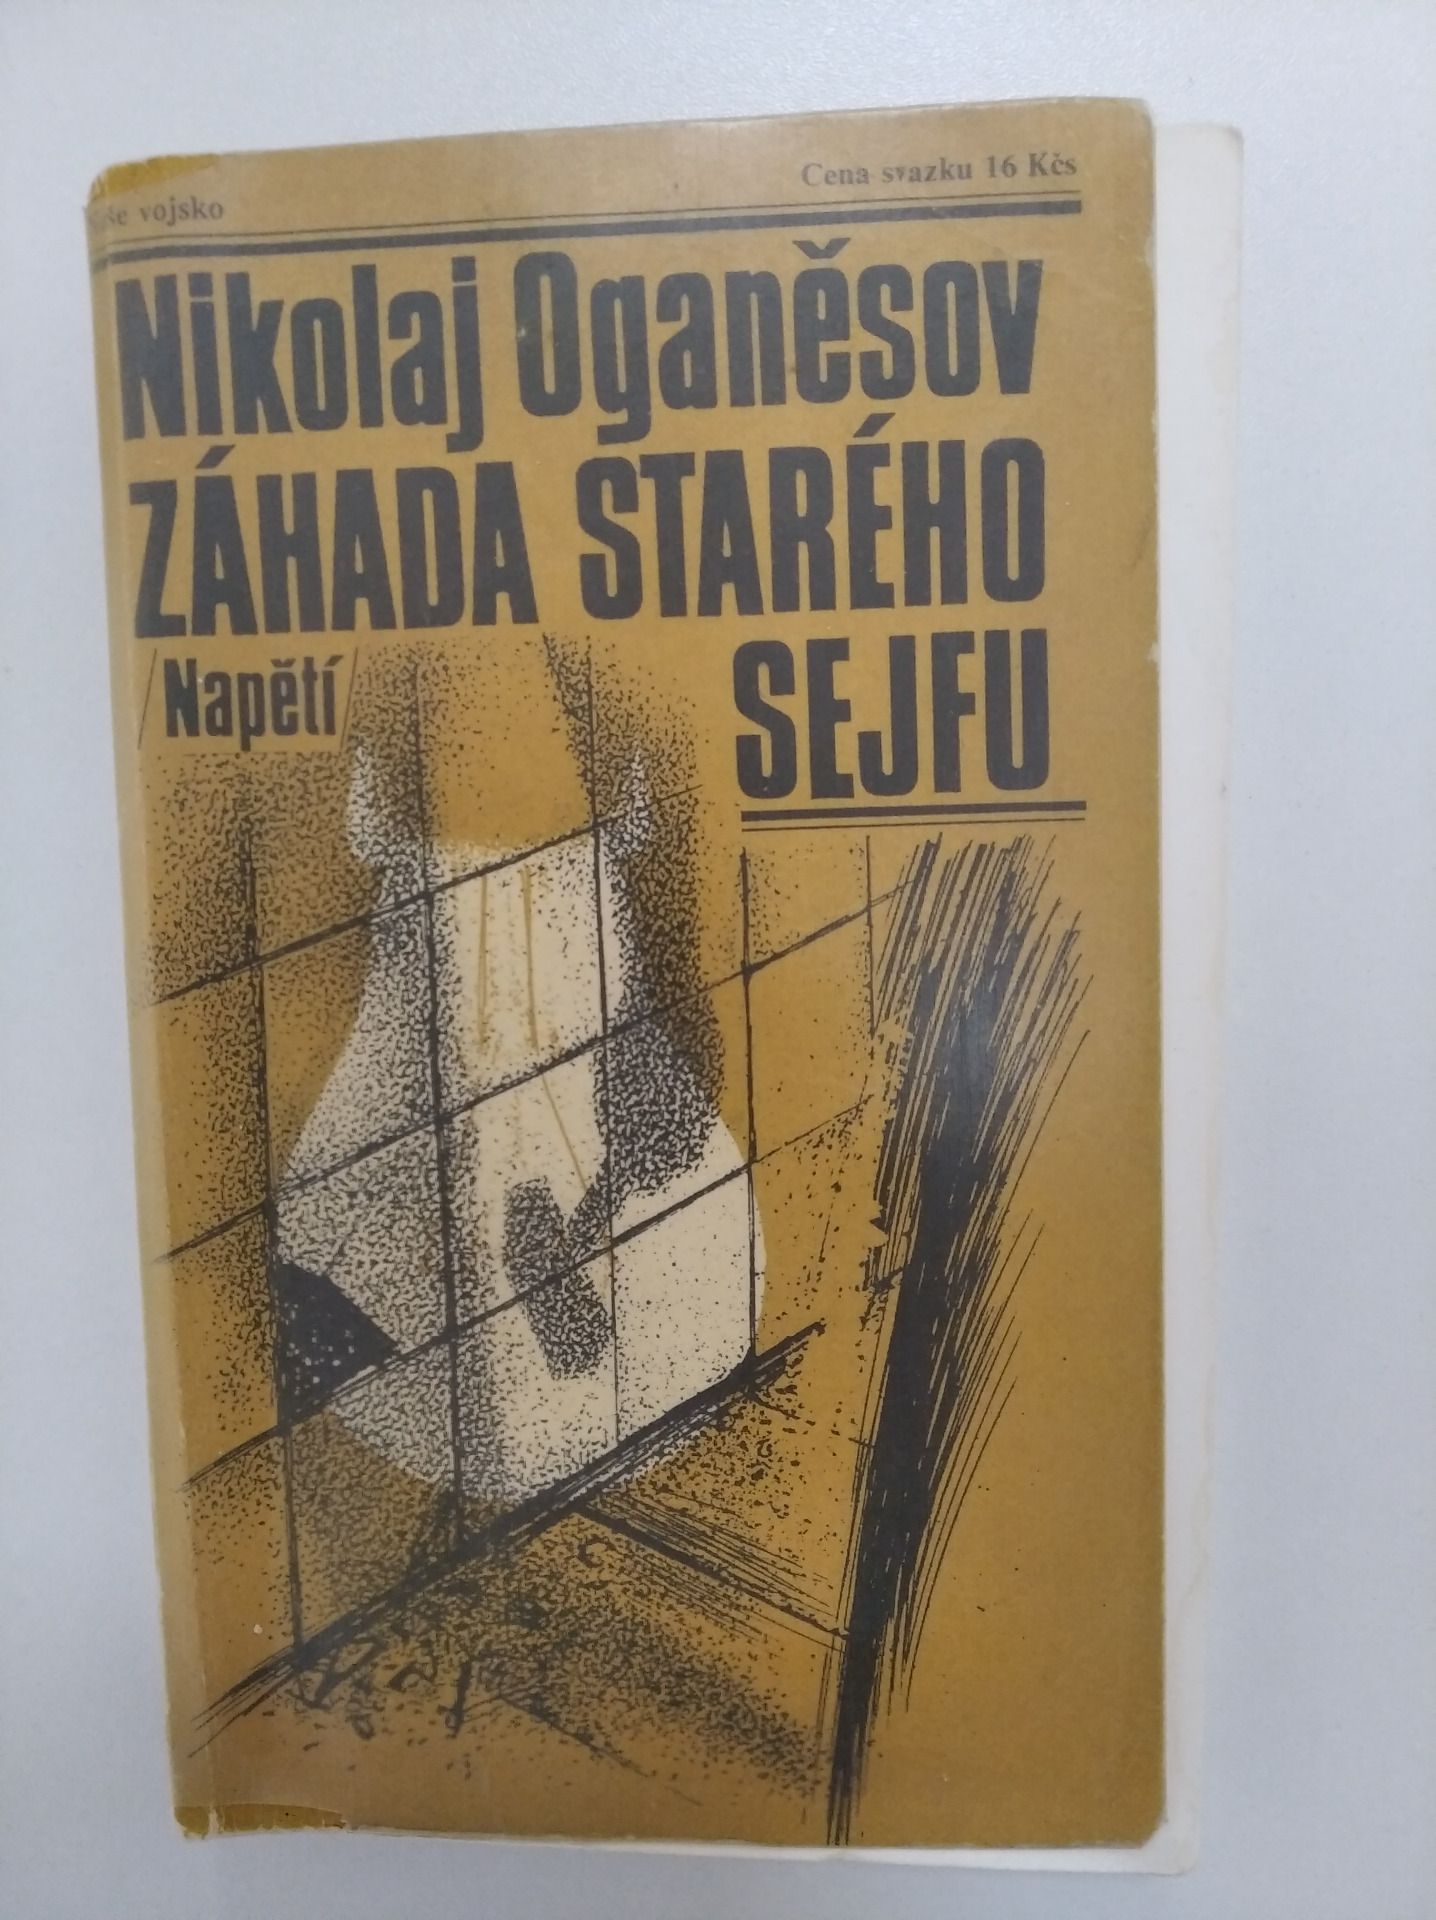 vojsko
Cena svazku 16 Kčs
Nikolaj Oganěsov
ZÁHADA STARÉHO
SEJFU
/Napětí/